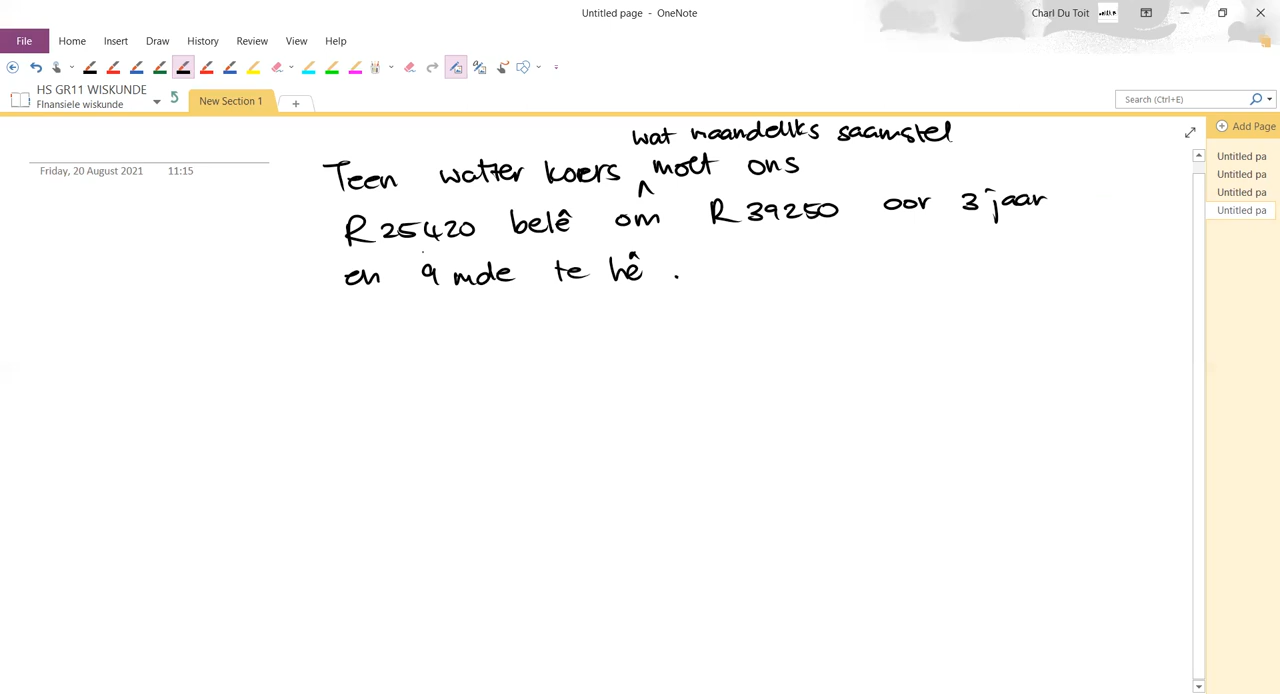 Untitled page - OneNote
Charl Du Toit
File Home Insert Draw History Review View Help
HS GR11 WISKUNDE
FInansiele wiskunde
New Section 1
Search (Ctrl+E)
Add Page
Untitled pa
Untitled pa
Untitled pa
Untitled pa
Friday, 20 August 2021 11:15
wat maandeliks saamstel
Teen watter koers ^ moet ons
R25420 belê om R39250 oor 3 jaar
en 9 mde te hê .